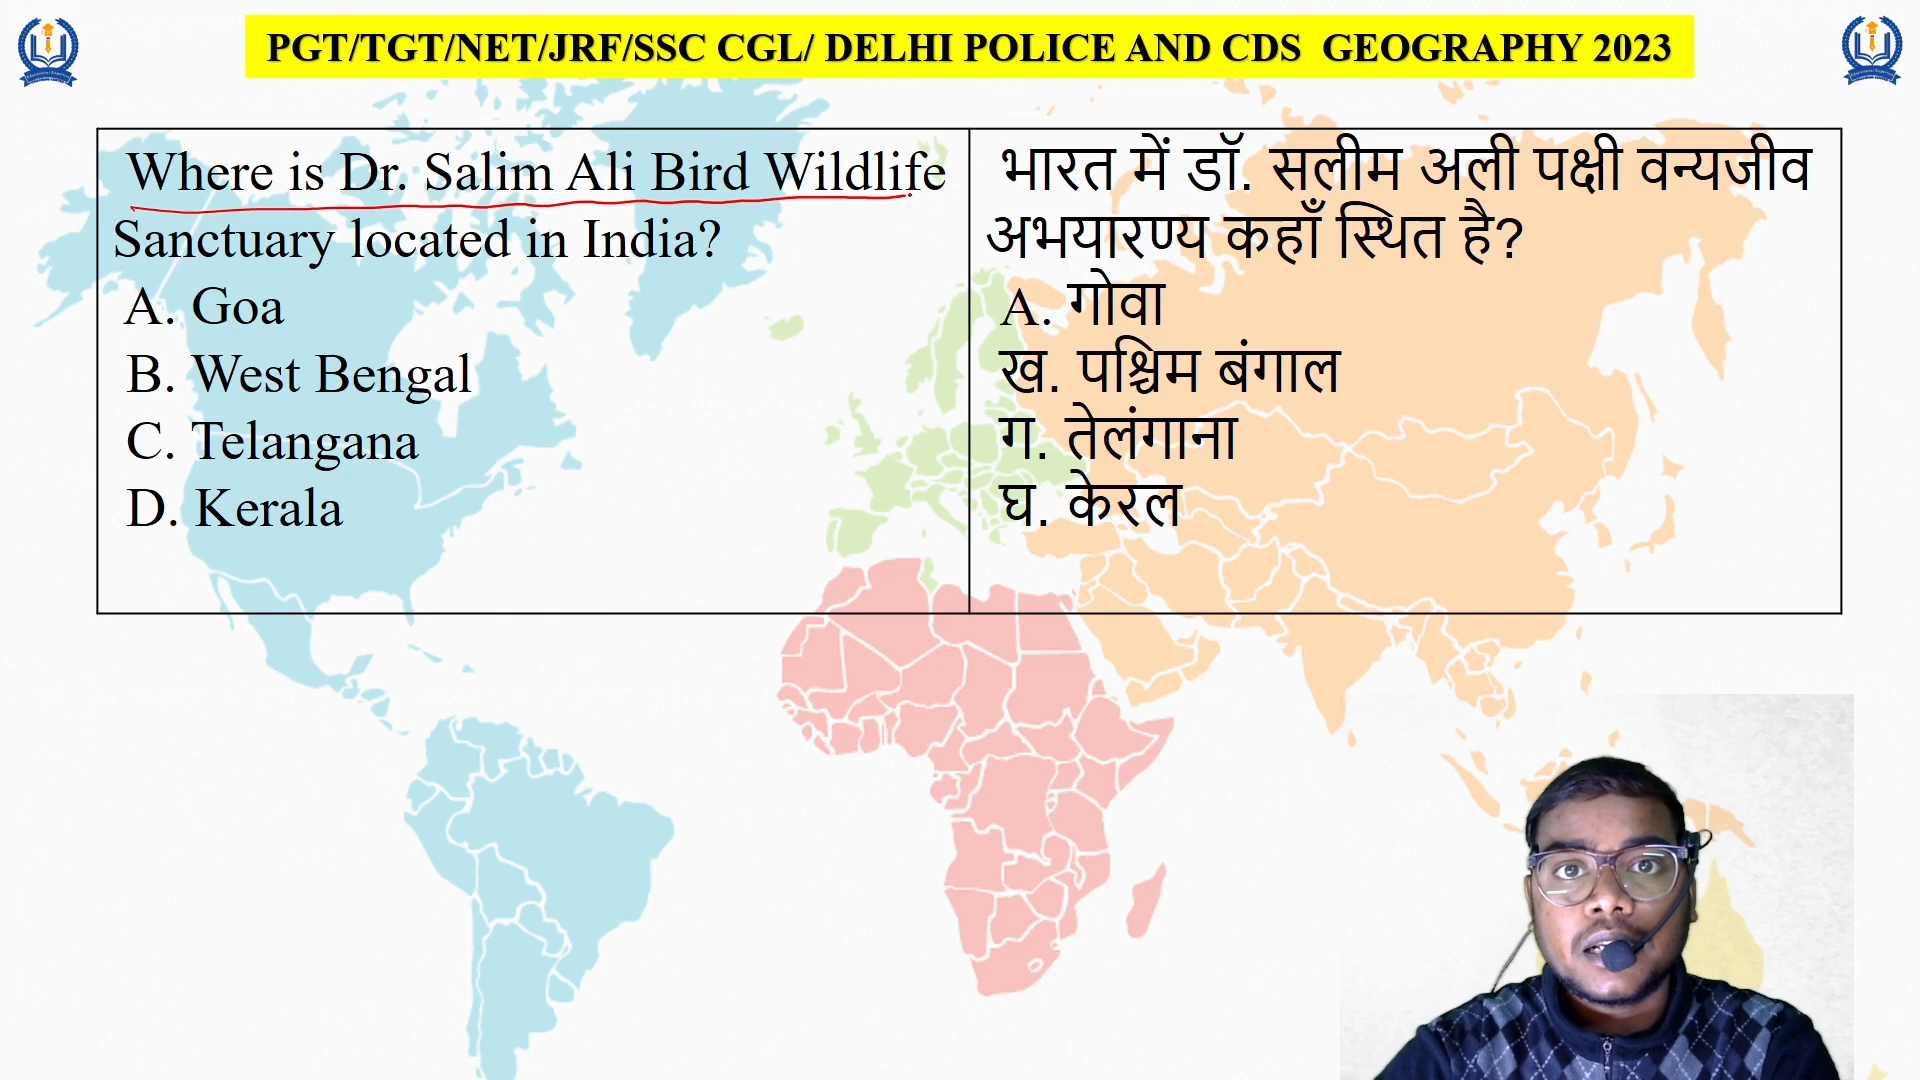 PGT/TGT/NET/JRF/SSC CGL/ DELHI POLICE AND CDS GEOGRAPHY 2023
Where is Dr. Salim Ali Bird Wildlife
Sanctuary located in India?
A. Goa
B. West Bengal
C. Telangana
D. Kerala
भारत में डॉ. सलीम अली पक्षी वन्यजीव
अभयारण्य कहाँ स्थित है?
A. गोवा
ख. पश्चिम बंगाल
ग. तेलंगाना
घ. केरल